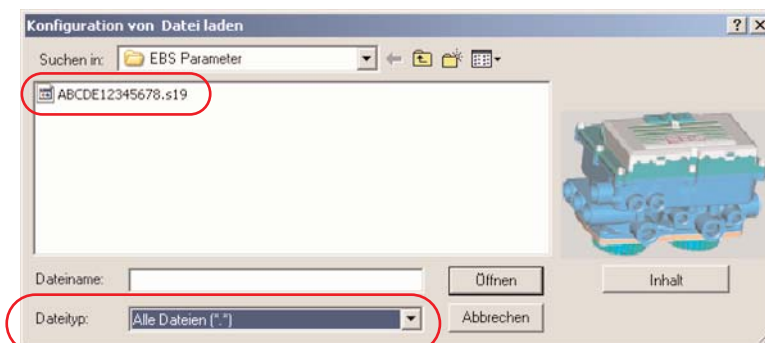 Konfiguration von Datei laden
Suchen in: EBS Parameter
ABCDE12345678.s19
Dateiname: Öffnen Inhalt
Dateityp: Alle Dateien (*.*) Abbrechen